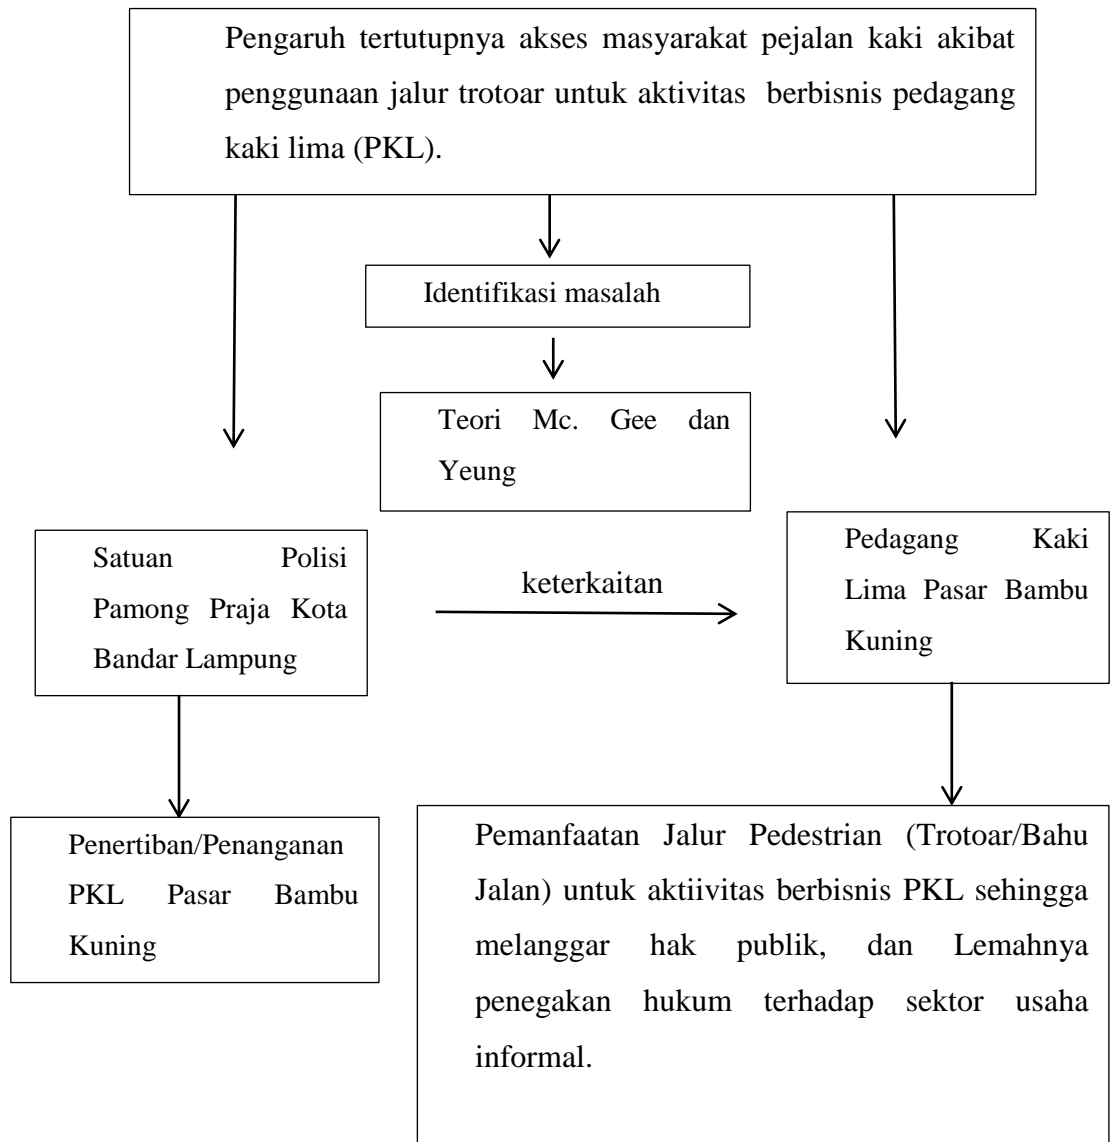 Pengaruh tertutupnya akses masyarakat pejalan kaki akibat
penggunaan jalur trotoar untuk aktivitas berbisnis pedagang
kaki lima (PKL).
Identifikasi masalah
Teori Mc. Gee dan
Yeung
Satuan Polisi
Pamong Praja Kota
Bandar Lampung
keterkaitan
Pedagang Kaki
Lima Pasar Bambu
Kuning
Penertiban/Penanganan
PKL Pasar Bambu
Kuning
Pemanfaatan Jalur Pedestrian (Trotoar/Bahu
Jalan) untuk aktiivitas berbisnis PKL sehingga
melanggar hak publik, dan Lemahnya
penegakan hukum terhadap sektor usaha
informal.